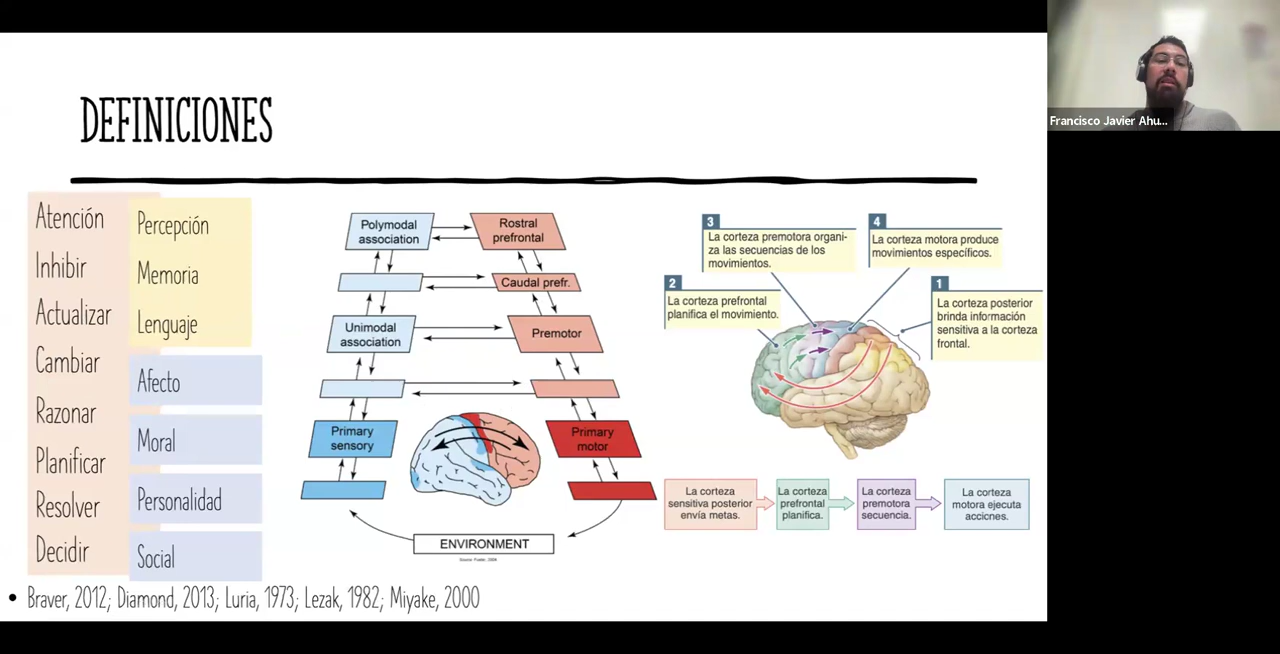 DEFINICIONES
Atención
Inhibir
Actualizar
Cambiar
Razonar
Planificar
Resolver
Decidir
Percepción
Memoria
Lenguaje
Afecto
Moral
Personalidad
Social
Polymodal
association
Rostral
prefrontal
Caudal prefr.
Unimodal
association
Premotor
Primary
sensory
Primary
motor
ENVIRONMENT
3
La corteza premotora organi-
za las secuencias de los
movimientos.
4
La corteza motora produce
movimientos específicos.
2
La corteza prefrontal
planifica el movimiento.
1
La corteza posterior
brinda información
sensitiva a la corteza
frontal.
La corteza
sensitiva posterior
envía metas.
La corteza
prefrontal
planifica.
La corteza
premotora
secuencia.
La corteza
motora ejecuta
acciones.
• Braver, 2012; Diamond, 2013; Luria, 1973; Lezak, 1982; Miyake, 2000
Francisco Javier Ahu...